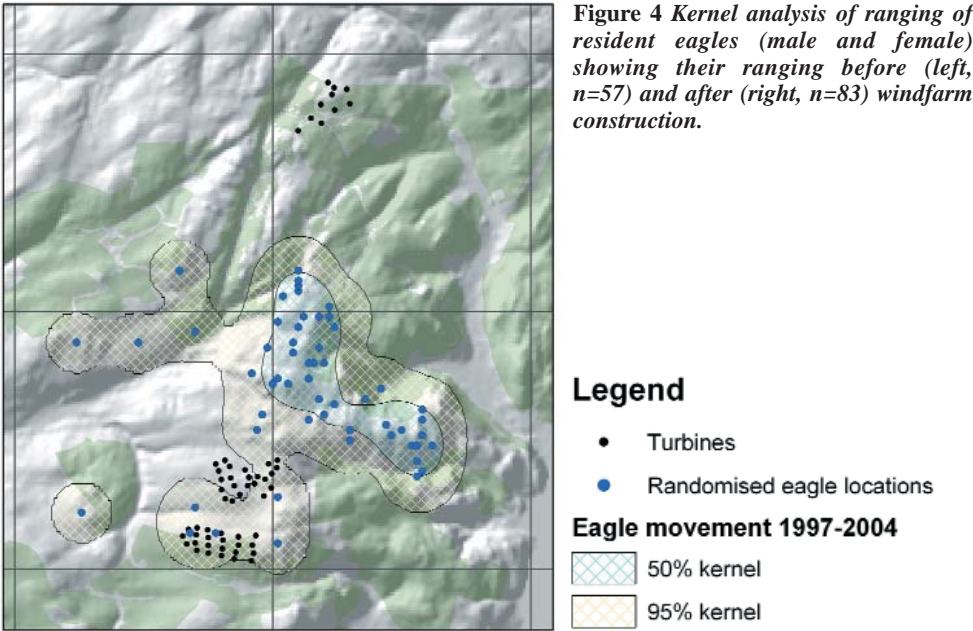 Figure 4 Kernel analysis of ranging of
resident eagles (male and female)
showing their ranging before (left,
n=57) and after (right, n=83) windfarm
construction.
Legend
Turbines
Randomised eagle locations
Eagle movement 1997-2004
50% kernel
95% kernel